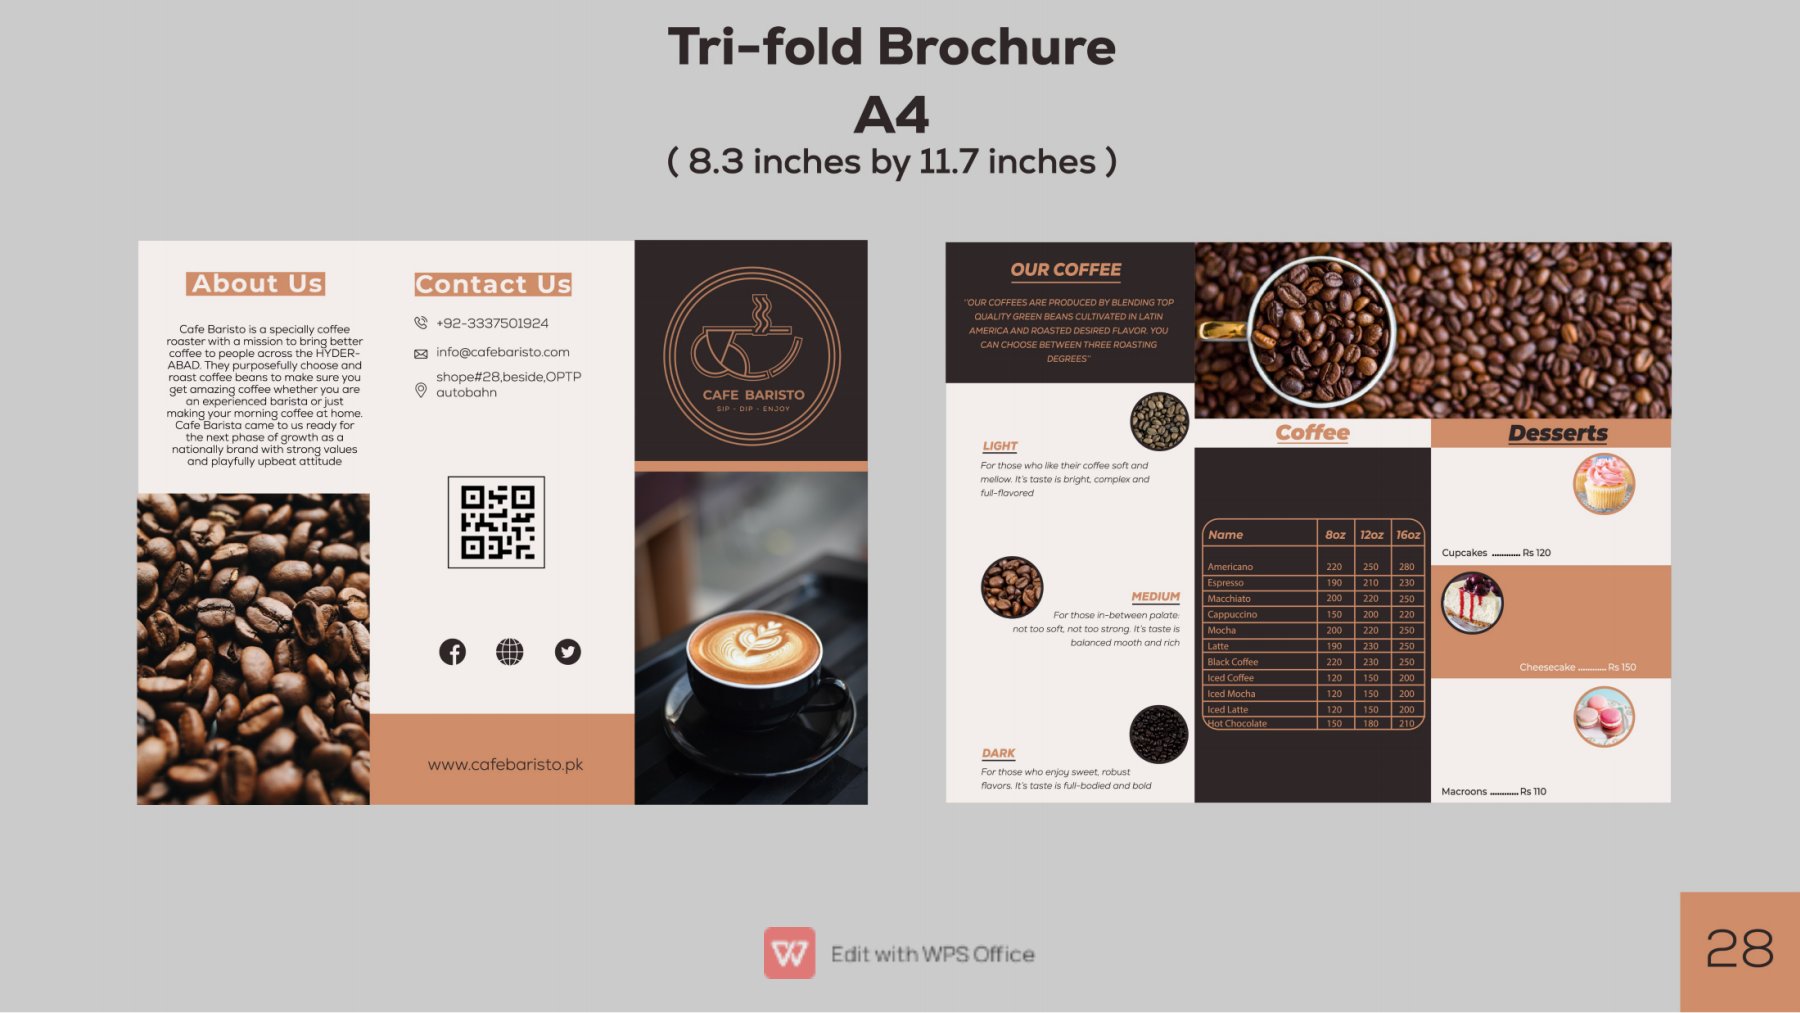 Tri-fold Brochure
A4
( 8.3 inches by 11.7 inches )
About Us
Cafe Baristo is a specially coffee
roaster with a mission to bring better
coffee to people across the HYDER-
ABAD. They purposefully choose and
roast coffee beans to make sure you
get amazing coffee whether you are
an experienced barista or just
making your morning coffee at home.
Cafe Barista came to us ready for
the next phase of growth as a
nationally brand with strong values
and playfully upbeat attitude
Contact Us
+92-3337501924
info@cafebaristo.com
shope#28,beside,OPTP
autobahn
www.cafebaristo.pk
CAFE BARISTO
SIP - DIP - ENJOY
OUR COFFEE
"OUR COFFEES ARE PRODUCED BY BLENDING TOP
QUALITY GREEN BEANS CULTIVATED IN LATIN
AMERICA AND ROASTED DESIRED FLAVOR. YOU
CAN CHOOSE BETWEEN THREE ROASTING
DEGREES"
LIGHT
For those who like their coffee soft and
mellow. It's taste is bright, complex and
full-flavored
MEDIUM
For those in-between palate:
not too soft, not too strong. It's taste is
balanced mooth and rich
DARK
For those who enjoy sweet, robust
flavors. It's taste is full-bodied and bold
Coffee
Name 8oz 12oz 16oz
Americano 220 250 280
Espresso 190 210 230
Macchiato 200 220 250
Cappuccino 150 200 220
Mocha 200 220 250
Latte 190 230 250
Black Coffee 220 230 250
Iced Coffee 120 150 200
Iced Mocha 120 150 200
Iced Latte 120 150 200
Hot Chocolate 150 180 210
Desserts
Cupcakes ............ Rs 120
Cheesecake ............ Rs 150
Macroons ............ Rs 110
Edit with WPS Office
28